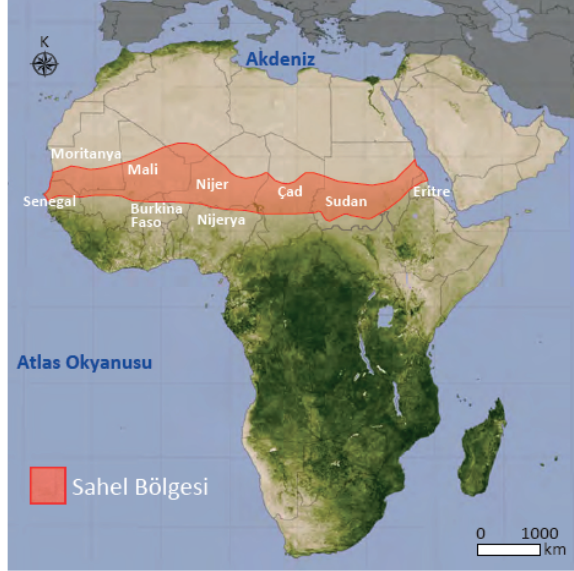 Akdeniz
K
Moritanya
Mali
Nijer
Çad
Sudan
Eritre
Senegal
Burkina
Faso
Nijerya
Atlas Okyanusu
Sahel Bölgesi
0 1000
km